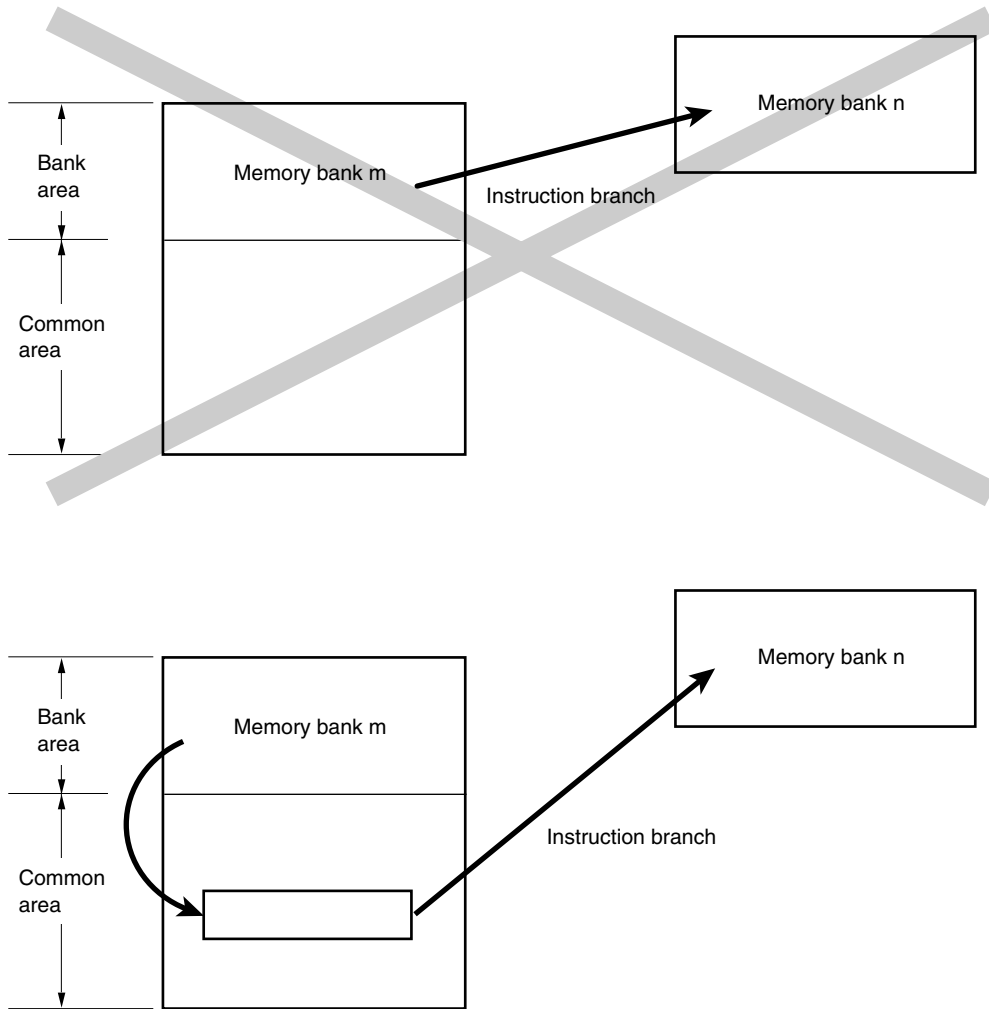 Memory bank n
Bank
area
Memory bank m
Instruction branch
Common
area
Memory bank n
Bank
area
Memory bank m
Instruction branch
Common
area